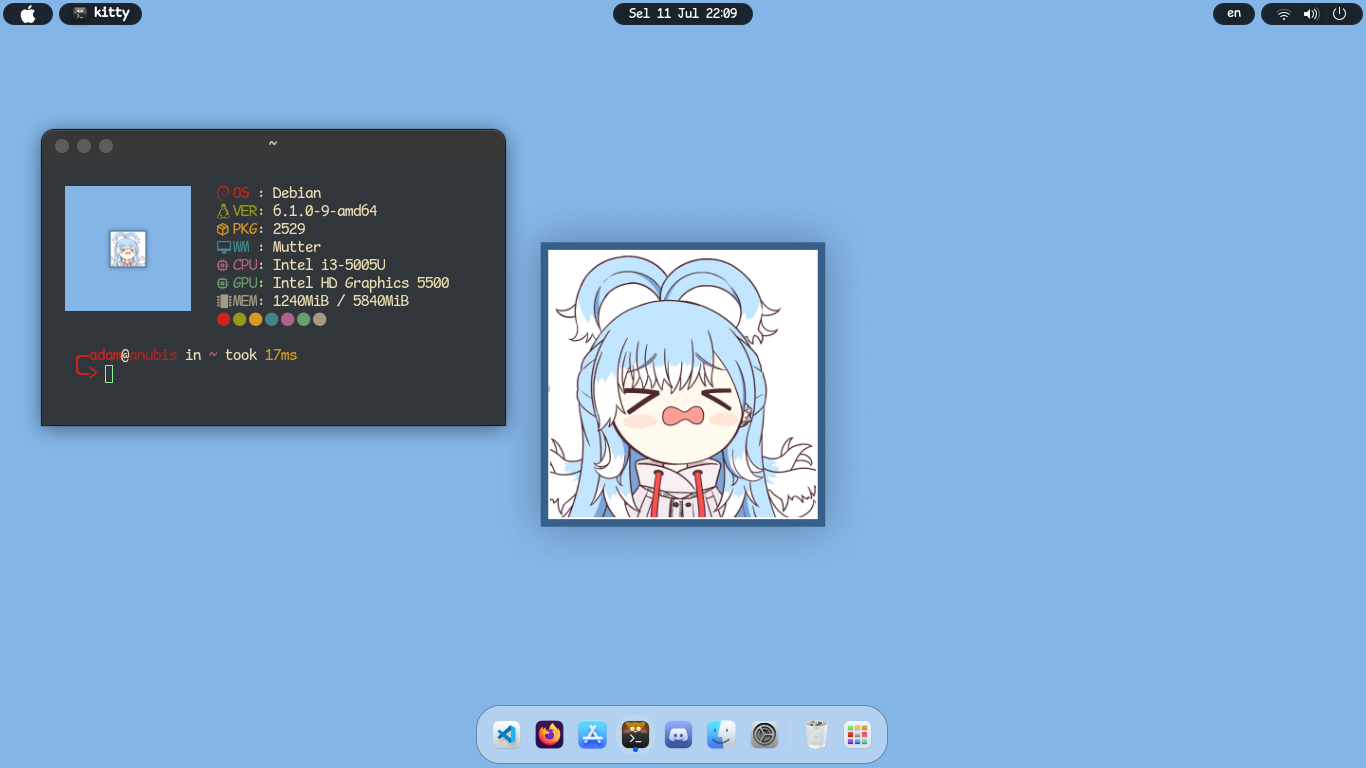 kitty
Sel 11 Jul 22:09
en
~
OS : Debian
VER: 6.1.0-9-amd64
PKG: 2529
WM : Mutter
CPU: Intel i3-5005U
GPU: Intel HD Graphics 5500
MEM: 1240MiB / 5840MiB
adam@anubis in ~ took 17ms
>